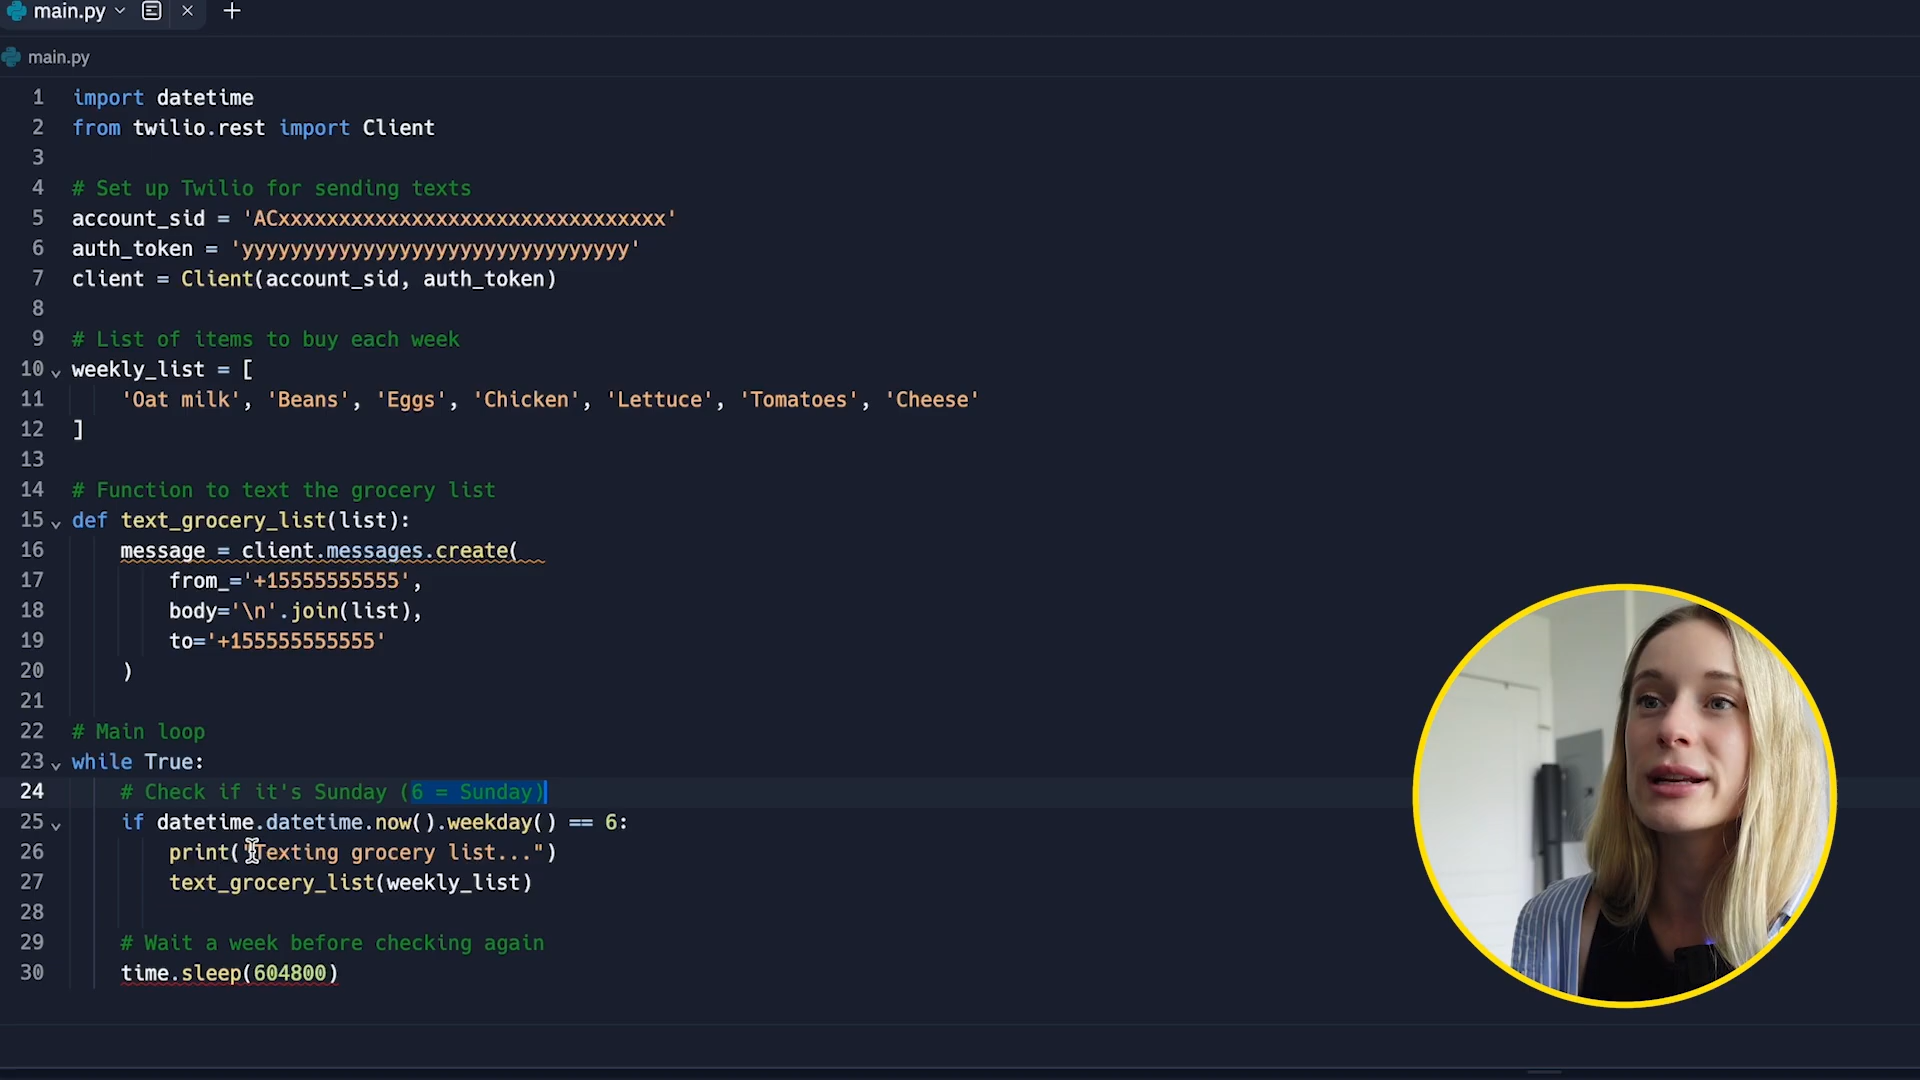 main.py
main.py
1 import datetime
2 from twilio.rest import Client
3
4 # Set up Twilio for sending texts
5 account_sid = 'ACxxxxxxxxxxxxxxxxxxxxxxxxxxxxxxxx'
6 auth_token = 'yyyyyyyyyyyyyyyyyyyyyyyyyyyyyyyy'
7 client = Client(account_sid, auth_token)
8
9 # List of items to buy each week
10 weekly_list = [
11 'Oat milk', 'Beans', 'Eggs', 'Chicken', 'Lettuce', 'Tomatoes', 'Cheese'
12 ]
13
14 # Function to text the grocery list
15 def text_grocery_list(list):
16 message = client.messages.create(
17 from_='+15555555555',
18 body='\n'.join(list),
19 to='+155555555555'
20 )
21
22 # Main loop
23 while True:
24 # Check if it's Sunday (6 = Sunday)
25 if datetime.datetime.now().weekday() == 6:
26 print("Texting grocery list...")
27 text_grocery_list(weekly_list)
28
29 # Wait a week before checking again
30 time.sleep(604800)